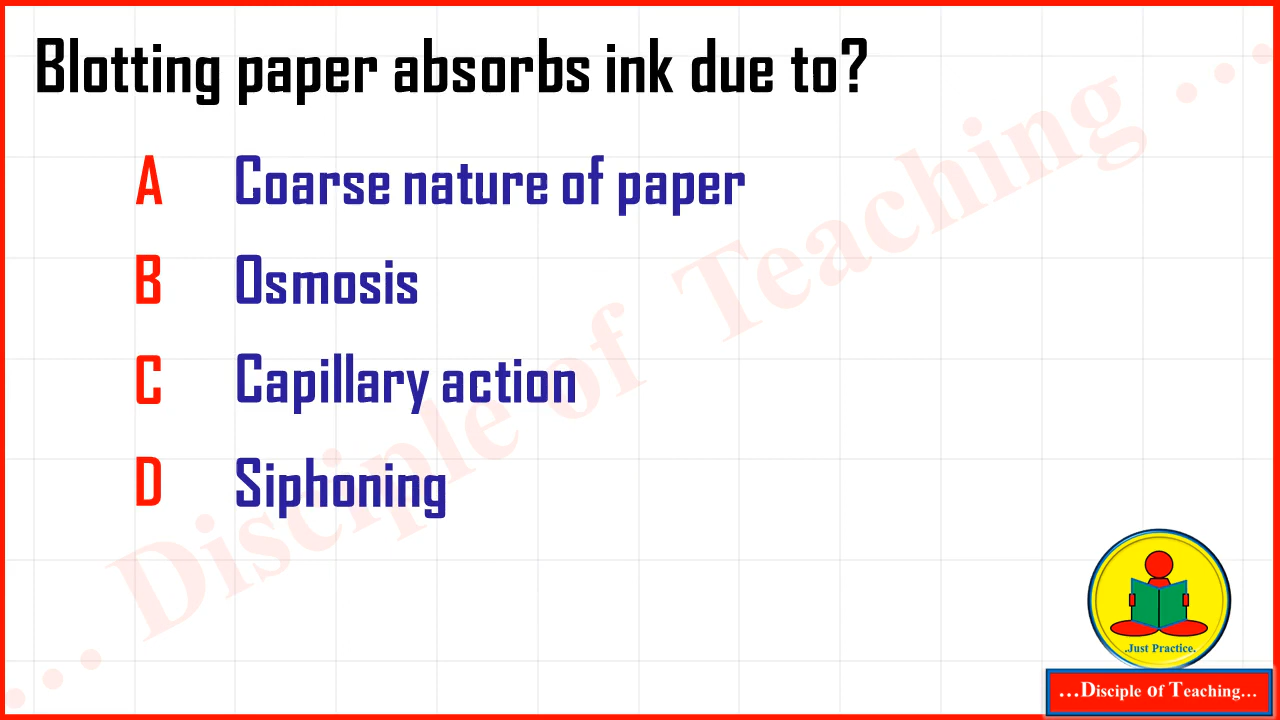 Blotting paper absorbs ink due to?
A Coarse nature of paper
B Osmosis
C Capillary action
D Siphoning
... Disciple of Teaching ...
.Just Practice.
...Disciple of Teaching...